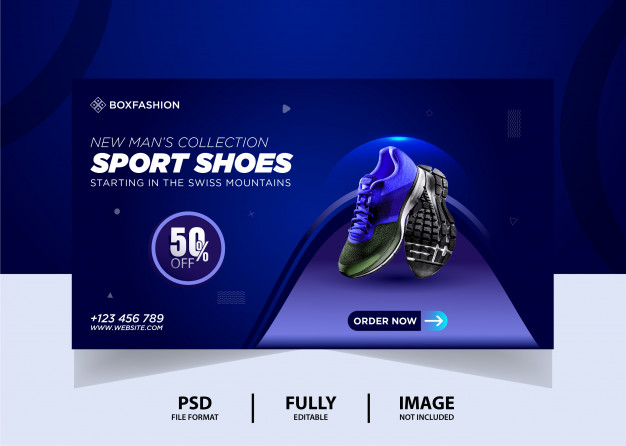 BOXFASHION
NEW MAN'S COLLECTION
SPORT SHOES
STARTING IN THE SWISS MOUNTAINS
50%
OFF
+123 456 789
WWW.WEBSITE.COM
ORDER NOW
PSD
FILE FORMAT
FULLY
EDITABLE
IMAGE
NOT INCLUDED